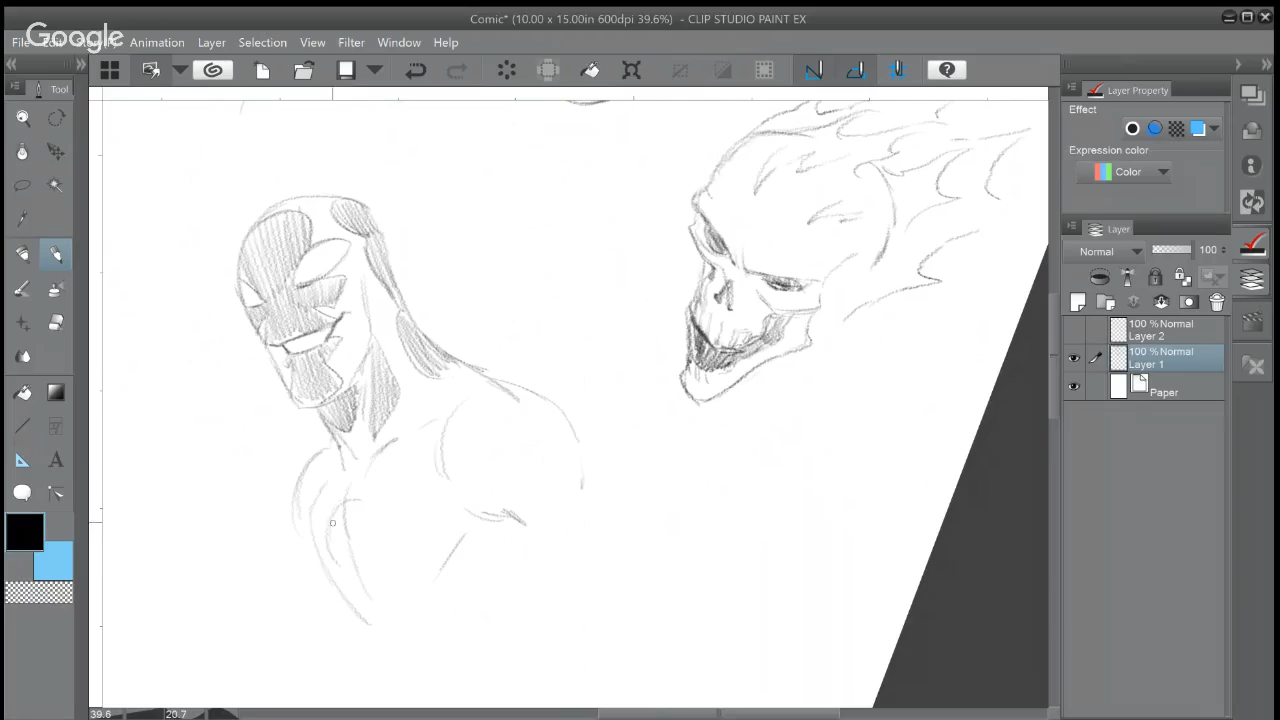 Comic* (10.00 x 15.00in 600dpi 39.6%) - CLIP STUDIO PAINT EX
Google
File Edit Animation Layer Selection View Filter Window Help
Tool
Layer Property
Effect
Expression color
Color
Layer
Normal 100
100 %Normal
Layer 2
100 %Normal
Layer 1
Paper
39.6 20.7